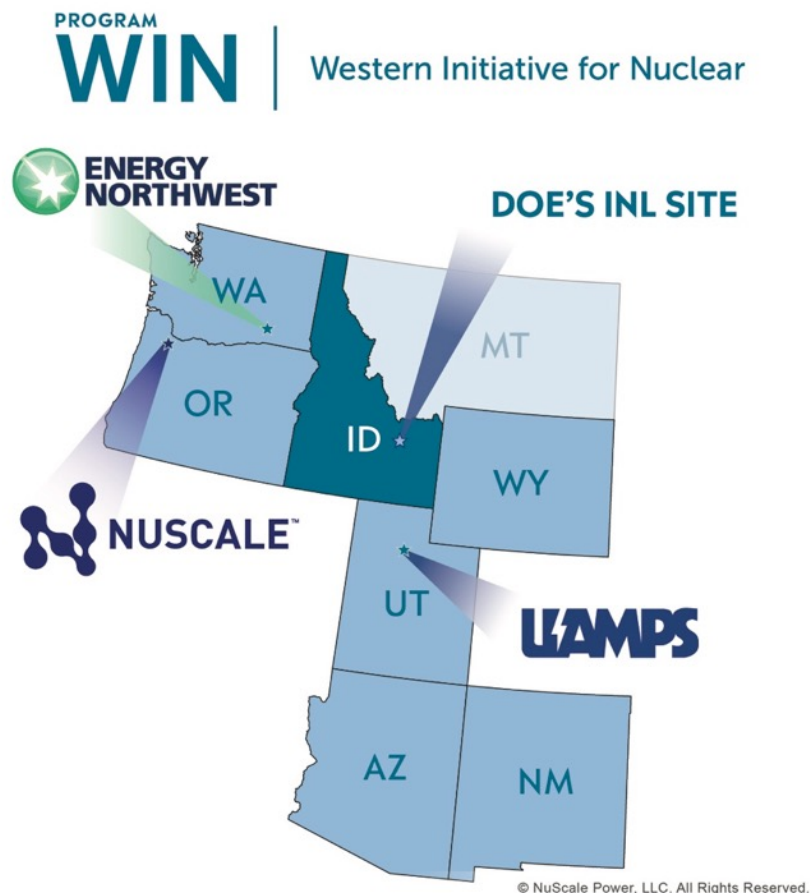 PROGRAM
WIN
Western Initiative for Nuclear
ENERGY
NORTHWEST
DOE'S INL SITE
WA
MT
OR
ID
WY
NUSCALE™
UT
UAMPS
AZ
NM
© NuScale Power, LLC. All Rights Reserved